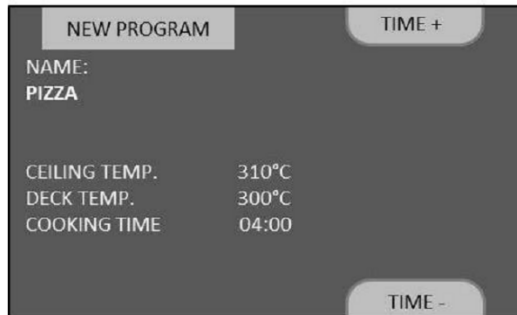 NEW PROGRAM
TIME +
NAME:
PIZZA
CEILING TEMP. 310°C
DECK TEMP. 300°C
COOKING TIME 04:00
TIME -